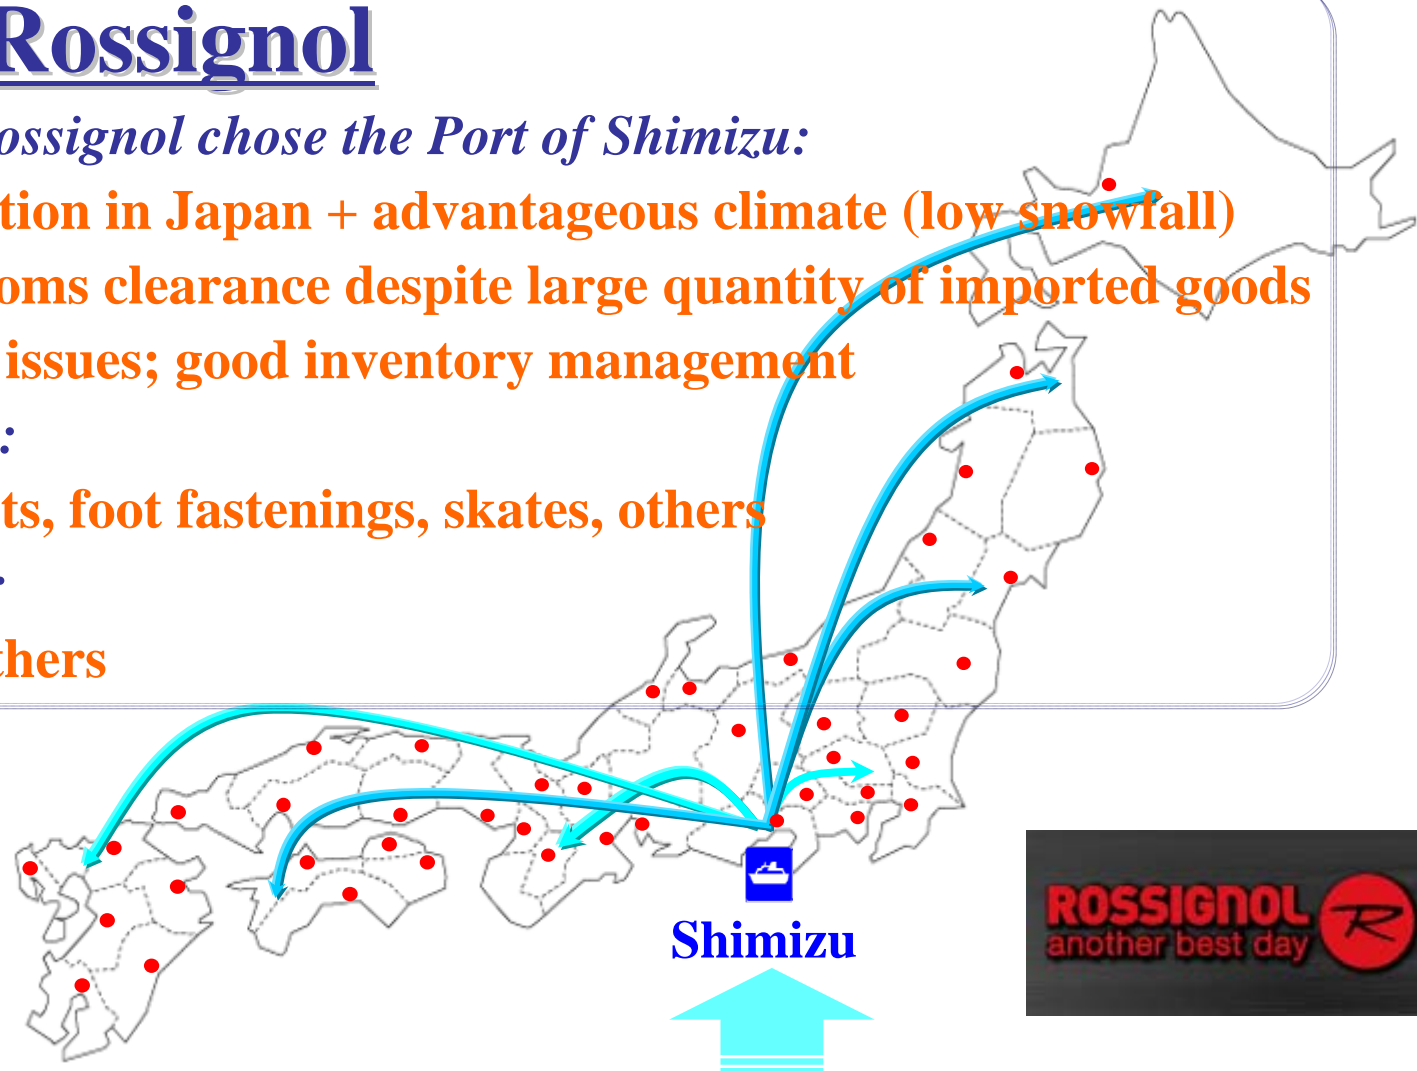 Rossignol
ossignol chose the Port of Shimizu:
tion in Japan + advantageous climate (low snowfall)
oms clearance despite large quantity of imported goods
issues; good inventory management
:
ts, foot fastenings, skates, others
.
thers
Shimizu
ROSSIGNOL R
another best day